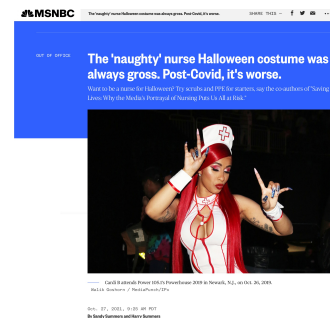 MSNBC
The 'naughty' nurse Halloween costume was always gross. Post-Covid, it's worse.
SHARE THIS —
OUT OF OFFICE
The 'naughty' nurse Halloween costume was
always gross. Post-Covid, it's worse.
Want to be a nurse for Halloween? Try scrubs and PPE for starters, say the co-authors of "Saving
Lives: Why the Media's Portrayal of Nursing Puts Us All at Risk."
Cardi B attends Power 105.1's Powerhouse 2019 in Newark, N.J., on Oct. 26, 2019.
Oct. 27, 2021, 9:26 AM PDT
By Sandy Summers and Harry Summers